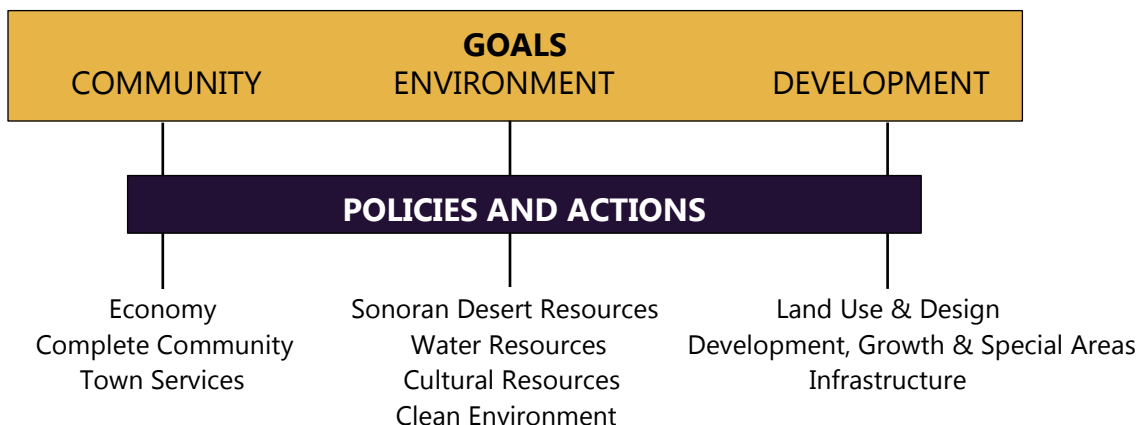 GOALS
COMMUNITY ENVIRONMENT DEVELOPMENT
POLICIES AND ACTIONS
Economy
Complete Community
Town Services
Sonoran Desert Resources
Water Resources
Cultural Resources
Clean Environment
Land Use & Design
Development, Growth & Special Areas
Infrastructure